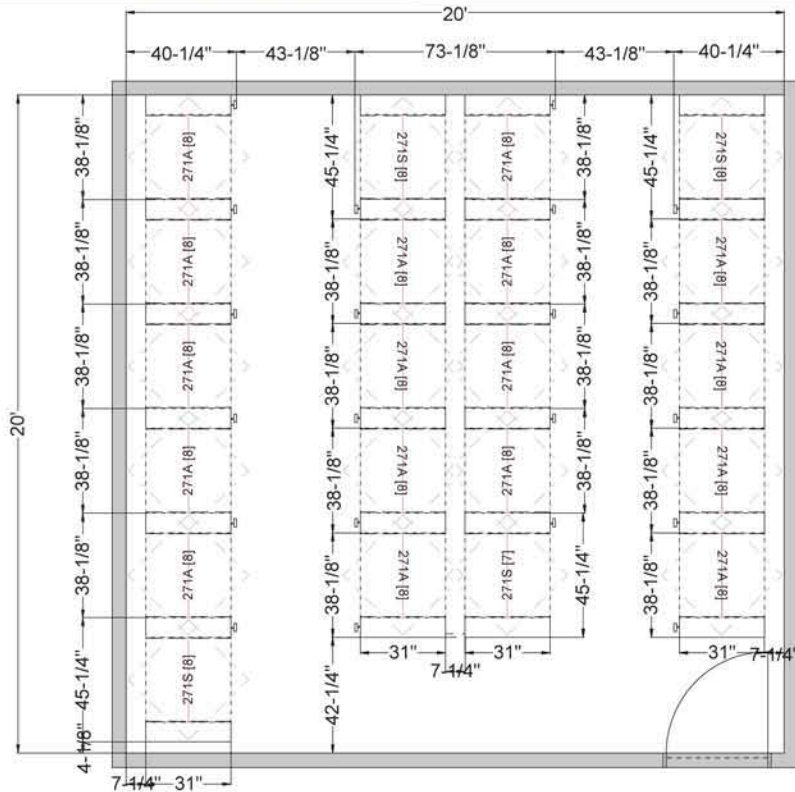 20'
40-1/4" 43-1/8" 73-1/8" 43-1/8" 40-1/4"
38-1/8" 271A [8] 45-1/4" 271S [8] 271A [8] 38-1/8" 45-1/4" 271S [8]
38-1/8" 271A [8] 38-1/8" 271A [8] 271A [8] 38-1/8" 38-1/8" 271A [8]
38-1/8" 271A [8] 38-1/8" 271A [8] 271A [8] 38-1/8" 38-1/8" 271A [8]
20'
38-1/8" 271A [8] 38-1/8" 271A [8] 271A [8] 38-1/8" 38-1/8" 271A [8]
38-1/8" 271A [8] 38-1/8" 271A [8] 271S [7] 45-1/4" 38-1/8" 271A [8]
31" 31" 31" 7-1/4"
7-1/4"
45-1/4" 271S [8] 42-1/4"
4-1/8"
7-1/4" 31"